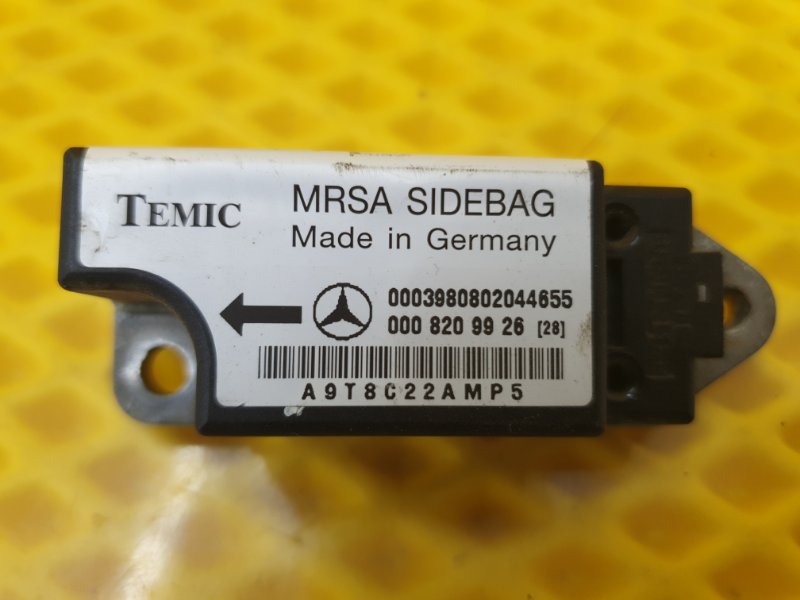 TEMIC
MRSA SIDEBAG
Made in Germany
0003980802044655
000 820 99 26 [28]
A9T8C22AMP5